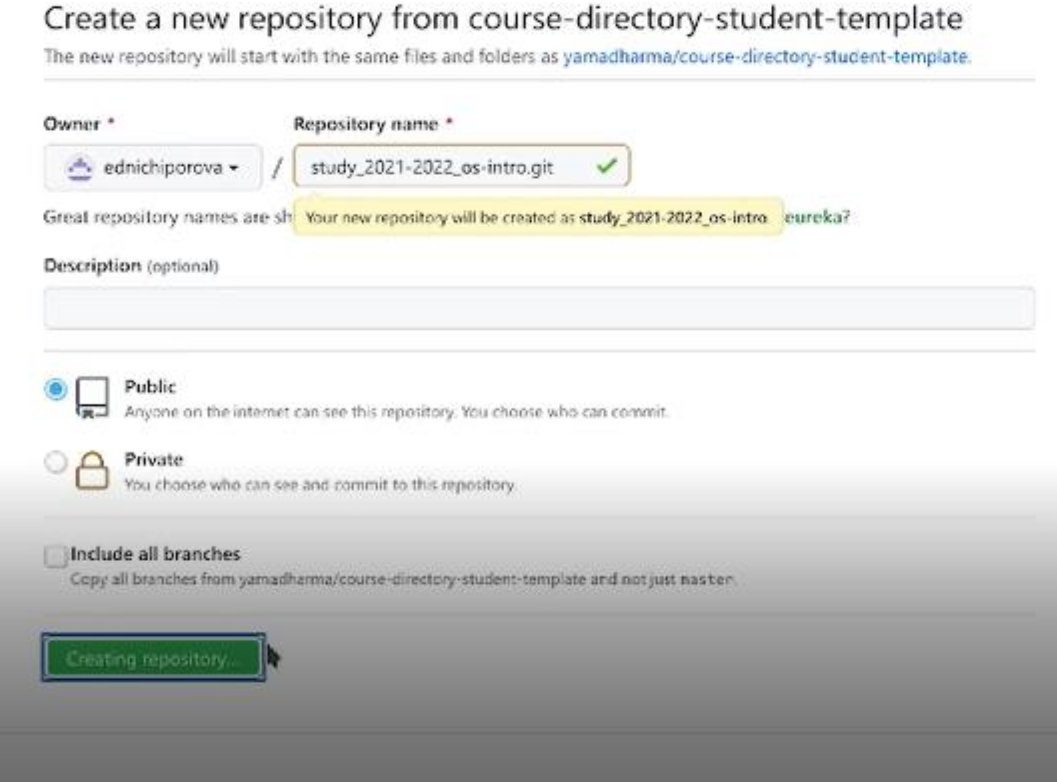 Create a new repository from course-directory-student-template
The new repository will start with the same files and folders as yamadharma/course-directory-student-template.
Owner * Repository name *
ednichiporova / study_2021-2022_os-intro.git
Great repository names are sh Your new repository will be created as study_2021-2022_os-intro. eureka?
Description (optional)
Public
Anyone on the internet can see this repository. You choose who can commit.
Private
You choose who can see and commit to this repository.
Include all branches
Copy all branches from yamadharma/course-directory-student-template and not just master.
Creating repository...